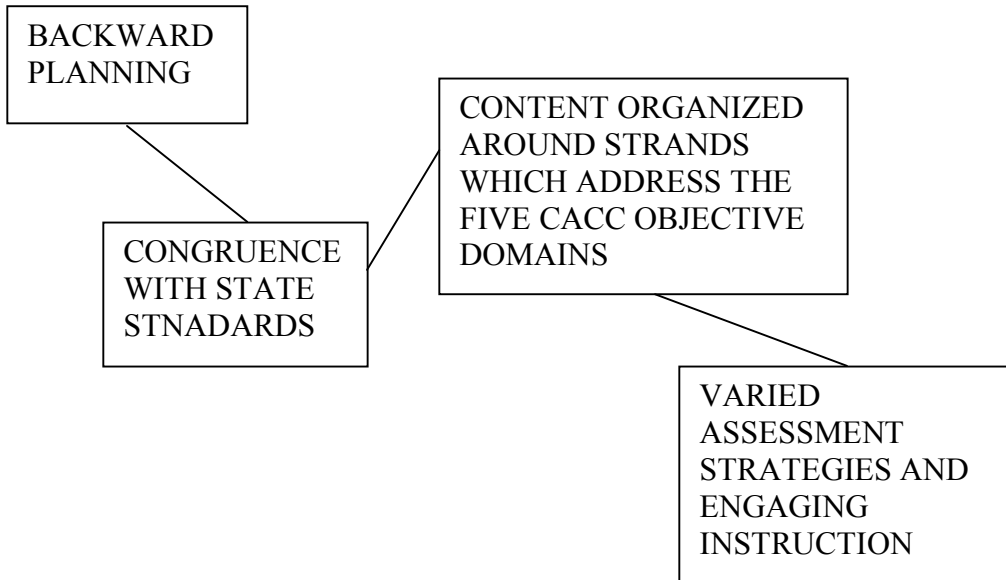 BACKWARD
PLANNING
CONGRUENCE
WITH STATE
STNADARDS
CONTENT ORGANIZED
AROUND STRANDS
WHICH ADDRESS THE
FIVE CACC OBJECTIVE
DOMAINS
VARIED
ASSESSMENT
STRATEGIES AND
ENGAGING
INSTRUCTION